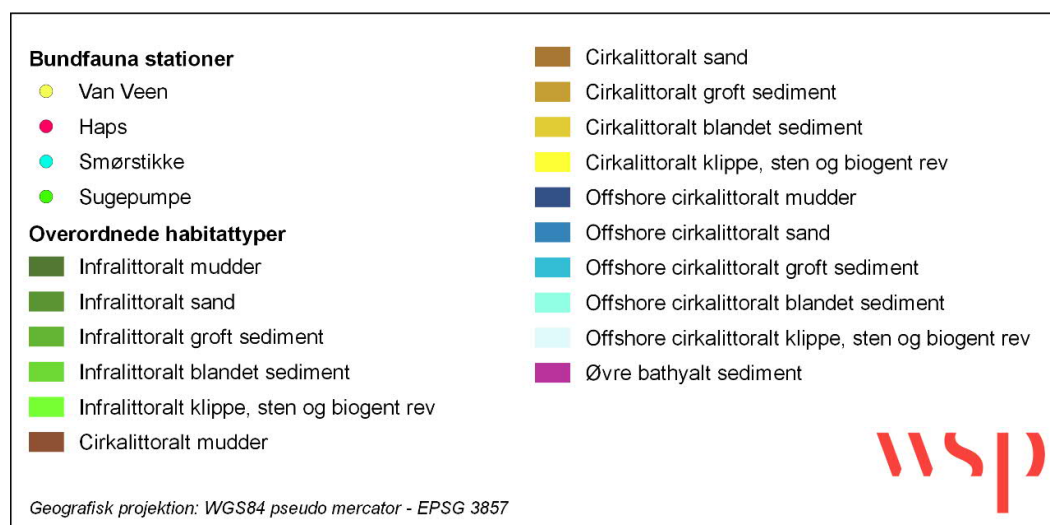 Bundfauna stationer
Van Veen
Haps
Smørstikke
Sugepumpe
Overordnede habitattyper
Infralittoralt mudder
Infralittoralt sand
Infralittoralt groft sediment
Infralittoralt blandet sediment
Infralittoralt klippe, sten og biogent rev
Cirkalittoralt mudder
Cirkalittoralt sand
Cirkalittoralt groft sediment
Cirkalittoralt blandet sediment
Cirkalittoralt klippe, sten og biogent rev
Offshore cirkalittoralt mudder
Offshore cirkalittoralt sand
Offshore cirkalittoralt groft sediment
Offshore cirkalittoralt blandet sediment
Offshore cirkalittoralt klippe, sten og biogent rev
Øvre bathyalt sediment
wsp
Geografisk projektion: WGS84 pseudo mercator - EPSG 3857